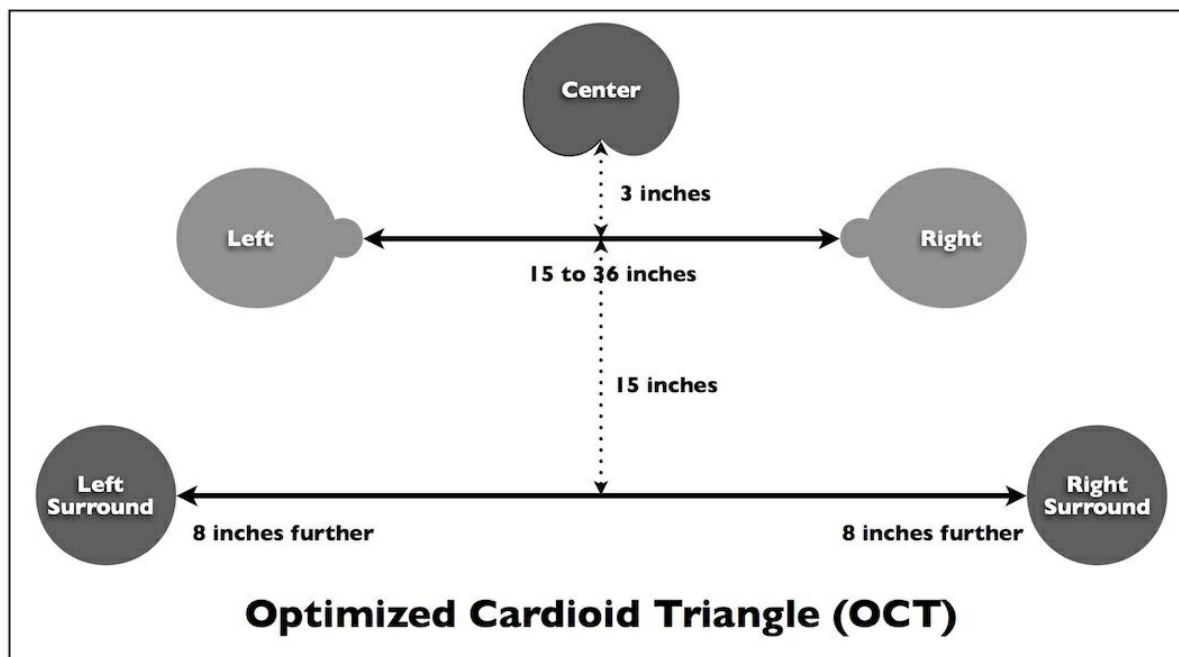 Center
3 inches
Left
Right
15 to 36 inches
15 inches
Left
Surround
Right
Surround
8 inches further
8 inches further
Optimized Cardioid Triangle (OCT)